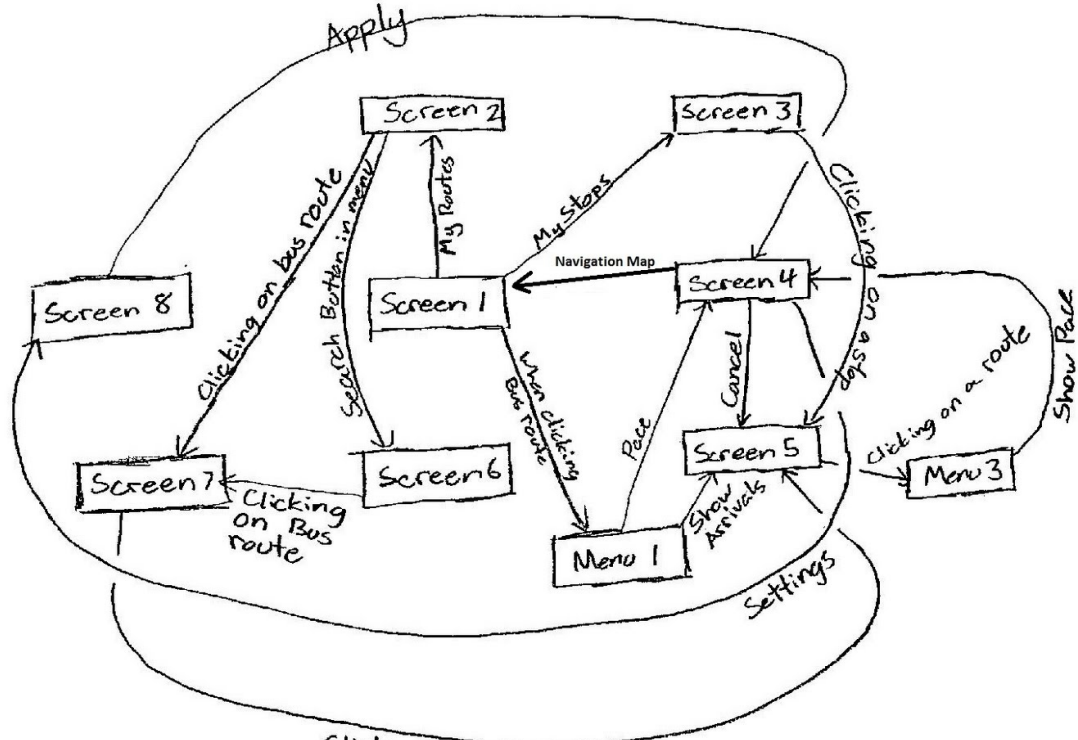 Apply
Screen 2
Screen 3
Clicking on bus route
Search Button in menu
My Routes
My Stops
Clicking on a stop
Navigation Map
Screen 8
Screen 1
Screen 4
When clicking
Bus route
Pace
Cancel
Clicking on a route
Show Pace
Screen 7
Screen 6
Screen 5
Menu 3
Clicking
on Bus
route
Show
Arrivals
Menu 1
Settings